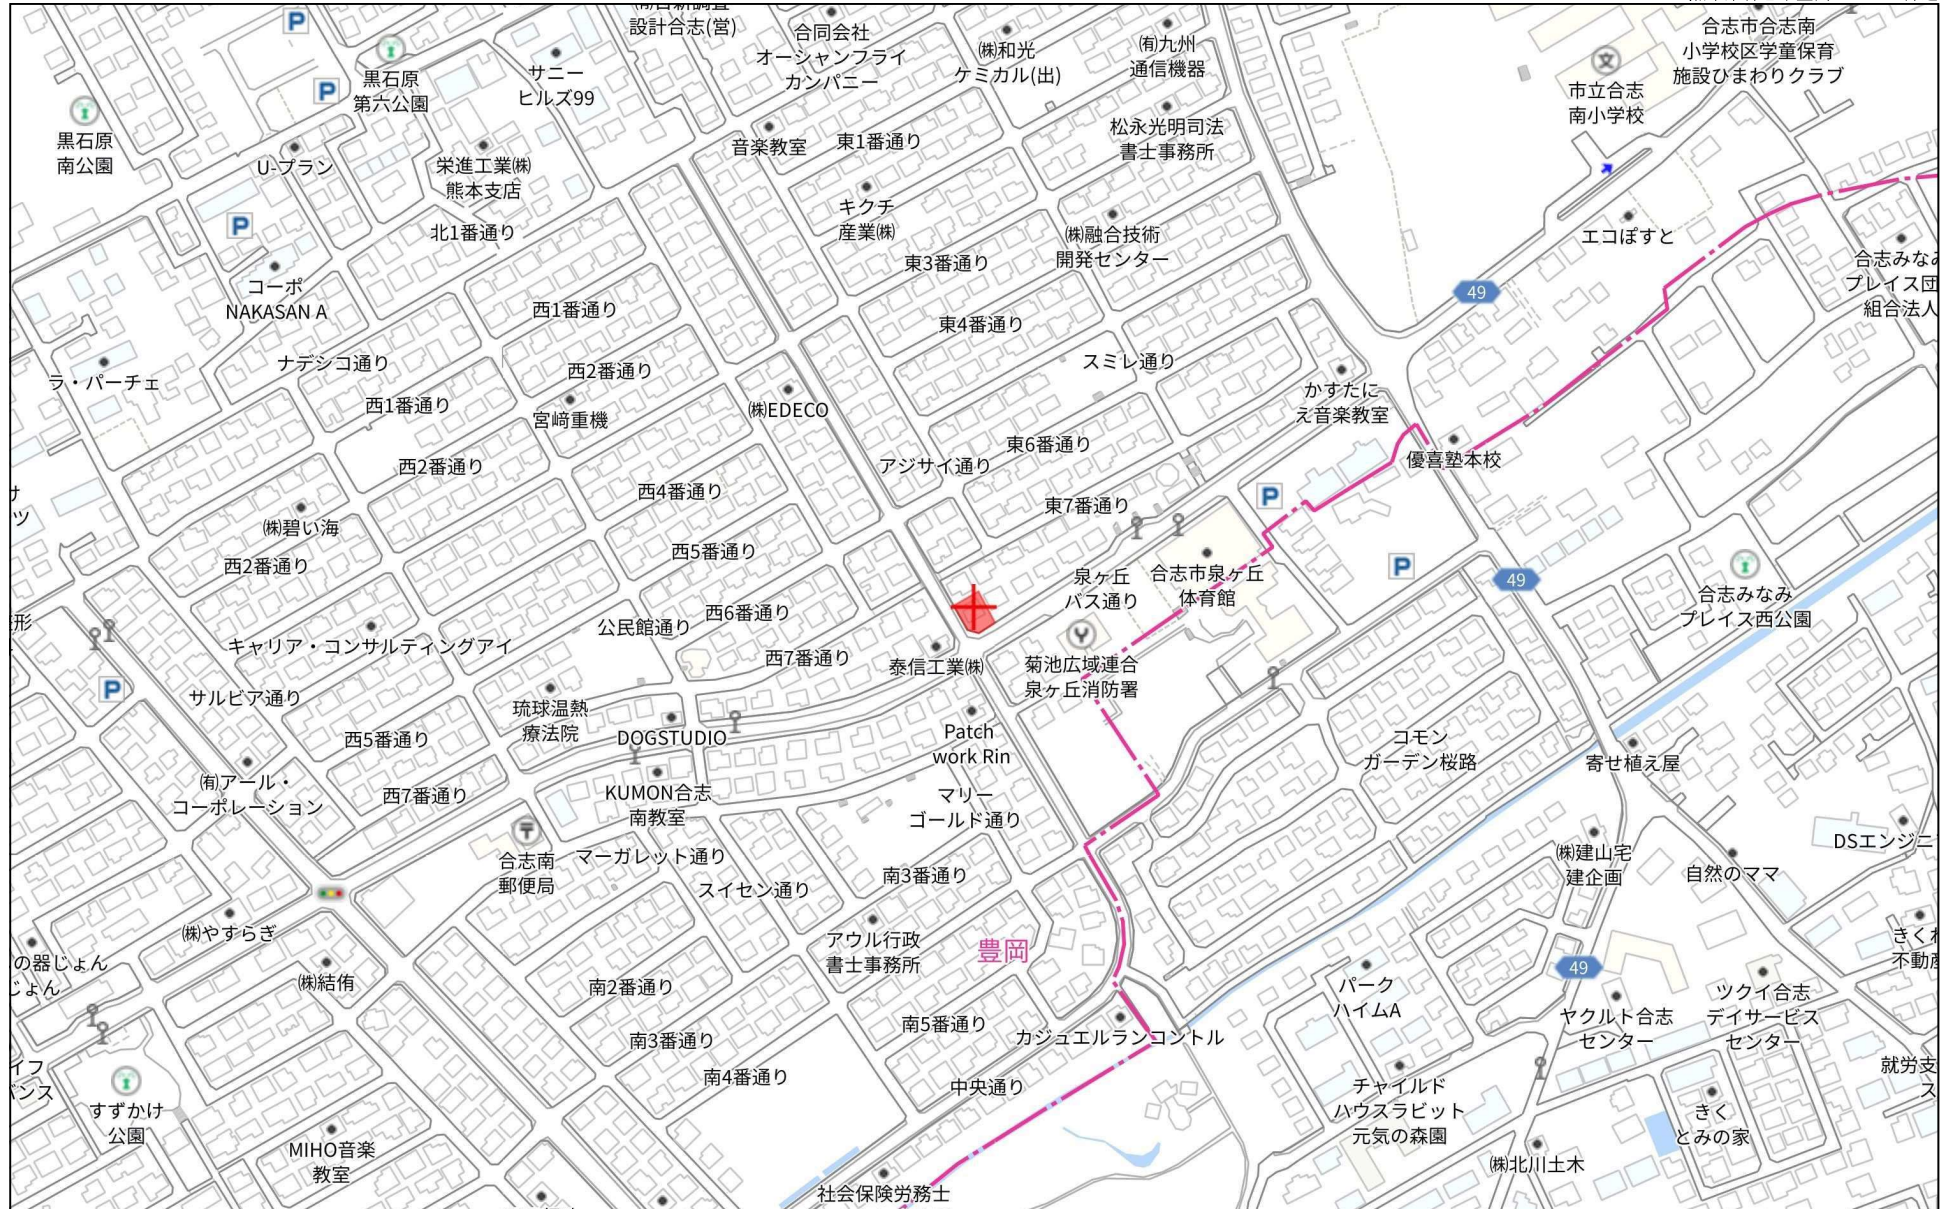 設計合志(営)
合同会社
オーシャンフライ
カンパニー
㈱和光
ケミカル(出)
㈲九州
通信機器
合志市合志南
小学校区学童保育
施設ひまわりクラブ
市立合志
南小学校
黒石原
第六公園
サニー
ヒルズ99
黒石原
南公園
U-プラン
栄進工業㈱
熊本支店
音楽教室
東1番通り
松永光明司法
書士事務所
北1番通り
キクチ
産業㈱
東3番通り
㈱融合技術
開発センター
エコぽすと
合志みなみ
プレイス団
組合法人
コーポ
NAKASAN A
西1番通り
東4番通り
49
ナデシコ通り
西2番通り
スミレ通り
ラ・パーチェ
西1番通り
宮﨑重機
㈱EDECO
かすたに
え音楽教室
西2番通り
アジサイ通り
東6番通り
優喜塾本校
西4番通り
東7番通り
㈱碧い海
西2番通り
西5番通り
泉ヶ丘
バス通り
合志市泉ヶ丘
体育館
49
合志みなみ
プレイス西公園
西6番通り
公民館通り
キャリア・コンサルティングアイ
西7番通り
泰信工業㈱
菊池広域連合
泉ヶ丘消防署
サルビア通り
琉球温熱
療法院
DOGSTUDIO
西5番通り
Patch
work Rin
コモン
ガーデン桜路
寄せ植え屋
㈲アール・
コーポレーション
西7番通り
KUMON合志
南教室
マリー
ゴールド通り
DSエンジニ
合志南
郵便局
マーガレット通り
スイセン通り
南3番通り
㈱建山宅
建企画
自然のママ
㈱やすらぎ
アウル行政
書士事務所
豊岡
の器じょん
じょん
㈱結侑
南2番通り
南3番通り
南4番通り
南5番通り
カジュエルランコントル
中央通り
パーク
ハイムA
49
ヤクルト合志
センター
ツクイ合志
デイサービス
センター
きくわ
不動産
就労支
ス
すずかけ
公園
MIHO音楽
教室
チャイルド
ハウスラビット
元気の森園
きく
とみの家
㈱北川土木
社会保険労務士